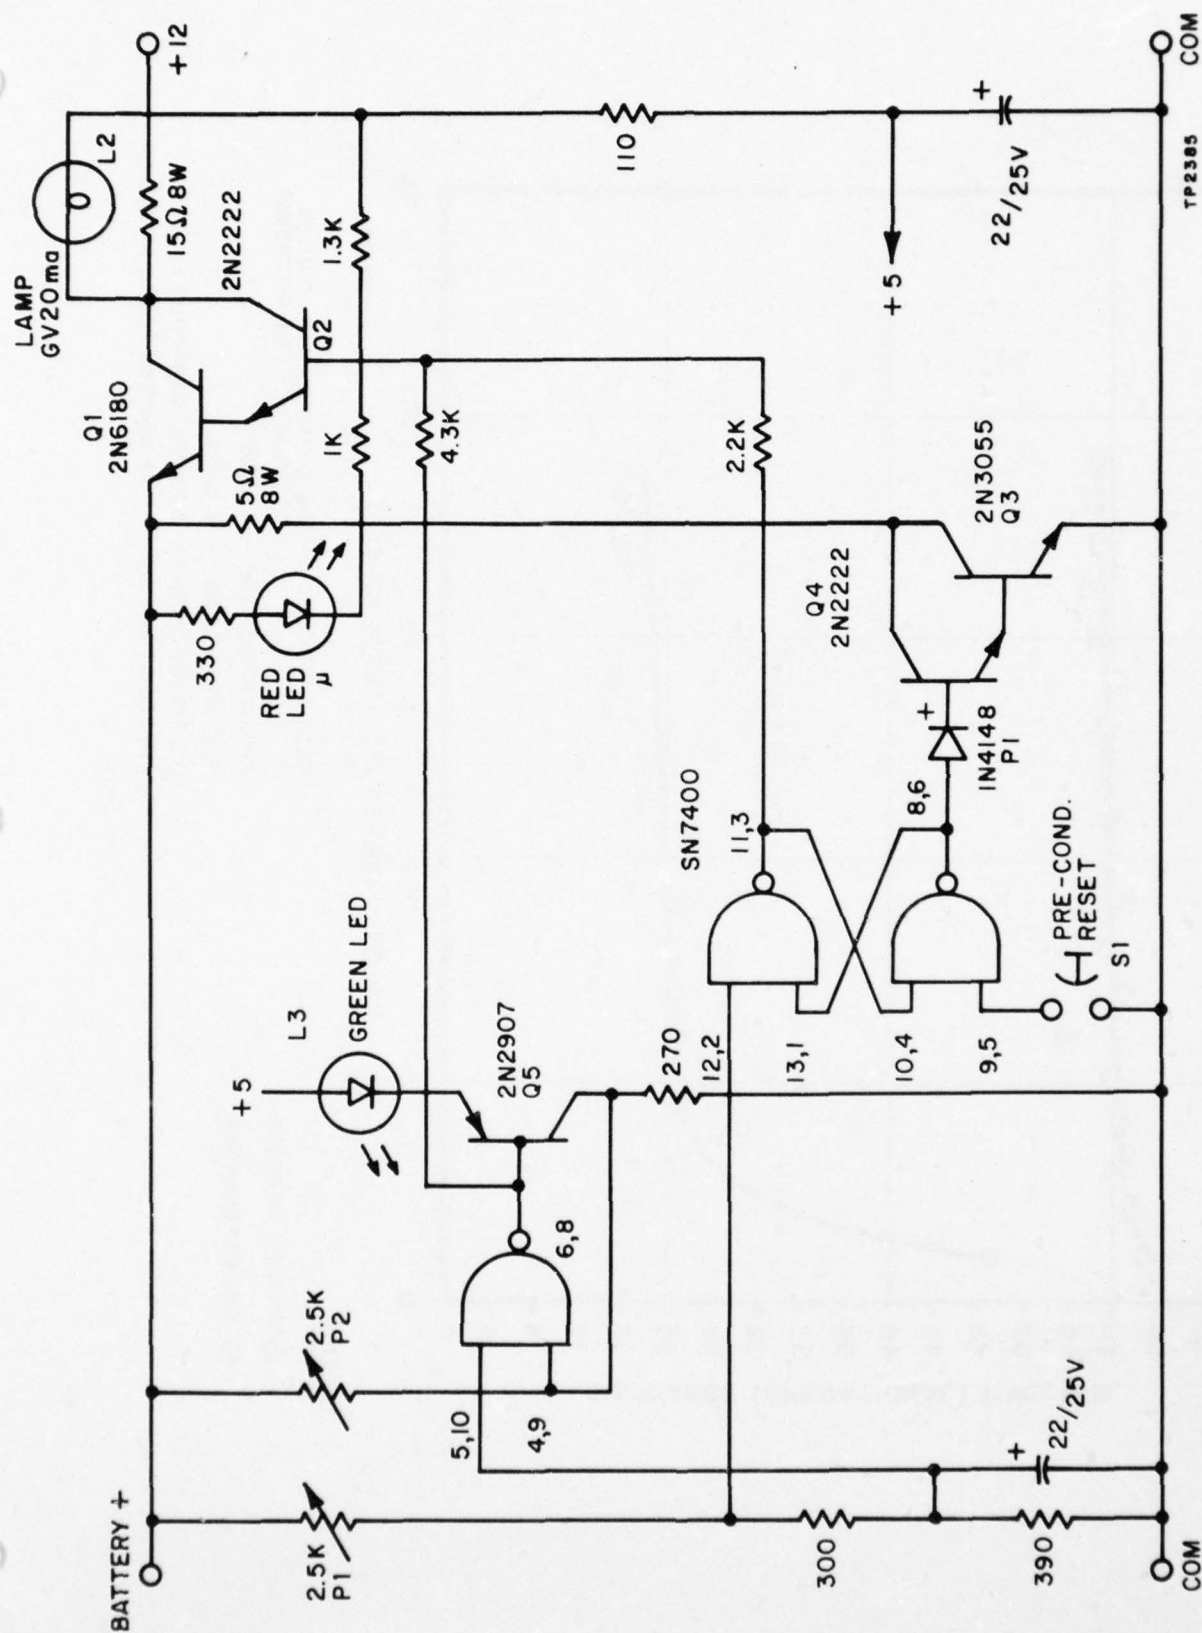 BATTERY +
+12
LAMP
GV20ma
L2
15Ω 8W
Q1
2N6180
2N2222
Q2
5Ω
8W
330
RED
LED
μ
1K
1.3K
4.3K
110
+5
22/25V
2.5K
P1
2.5K
P2
+5
L3
GREEN LED
2N2907
Q5
5,10
4,9
6,8
270
12,2
13,1
SN7400
11,3
2.2K
10,4
9,5
8,6
1N4148
P1
+
Q4
2N2222
2N3055
Q3
PRE-COND.
RESET
S1
300
390
+
22/25V
+
COM
COM
TP2385